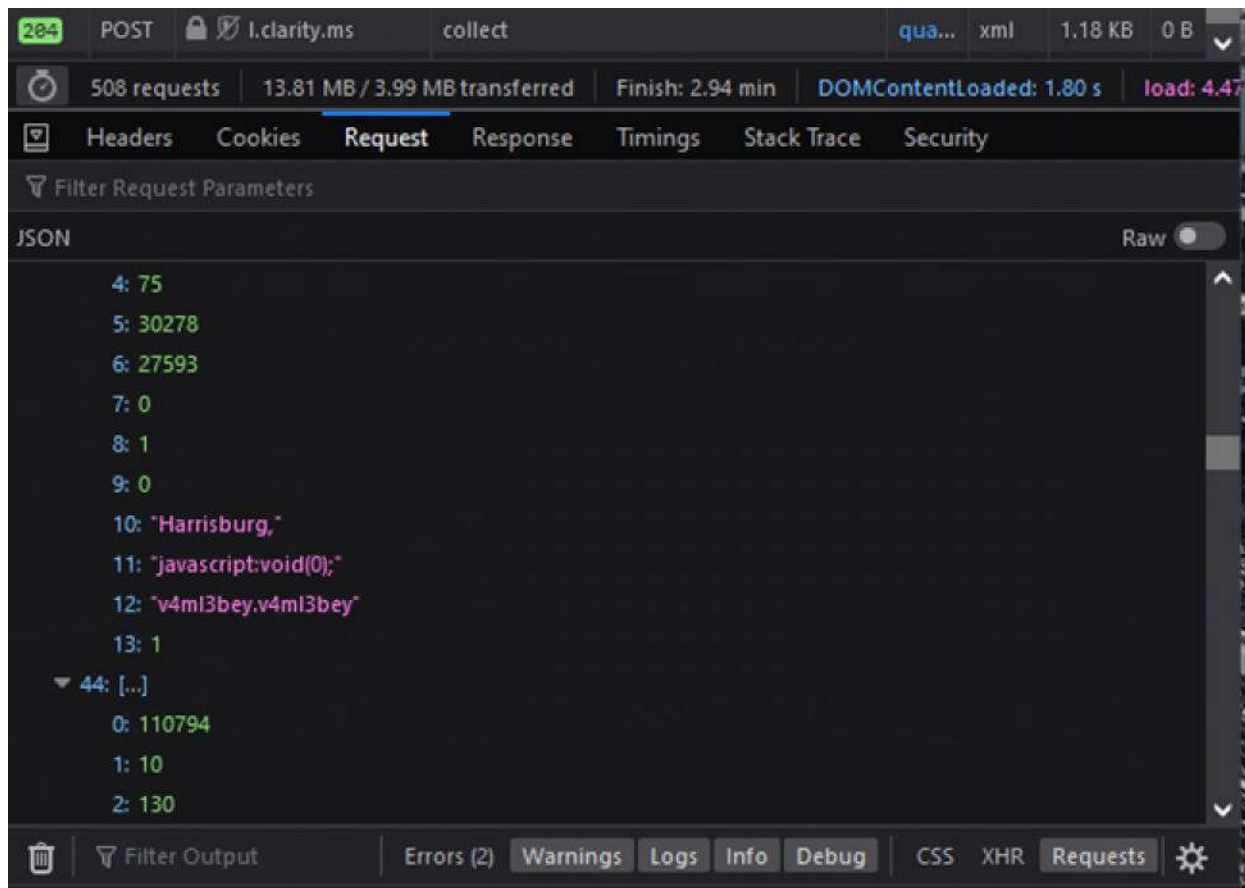 204 POST l.clarity.ms collect qua... xml 1.18 KB 0 B
508 requests 13.81 MB / 3.99 MB transferred Finish: 2.94 min DOMContentLoaded: 1.80 s load: 4.47
Headers Cookies Request Response Timings Stack Trace Security
Filter Request Parameters
JSON Raw
4: 75
5: 30278
6: 27593
7: 0
8: 1
9: 0
10: "Harrisburg,"
11: "javascript:void(0);"
12: "v4ml3bey.v4ml3bey"
13: 1
44: [...]
0: 110794
1: 10
2: 130
Filter Output Errors (2) Warnings Logs Info Debug CSS XHR Requests